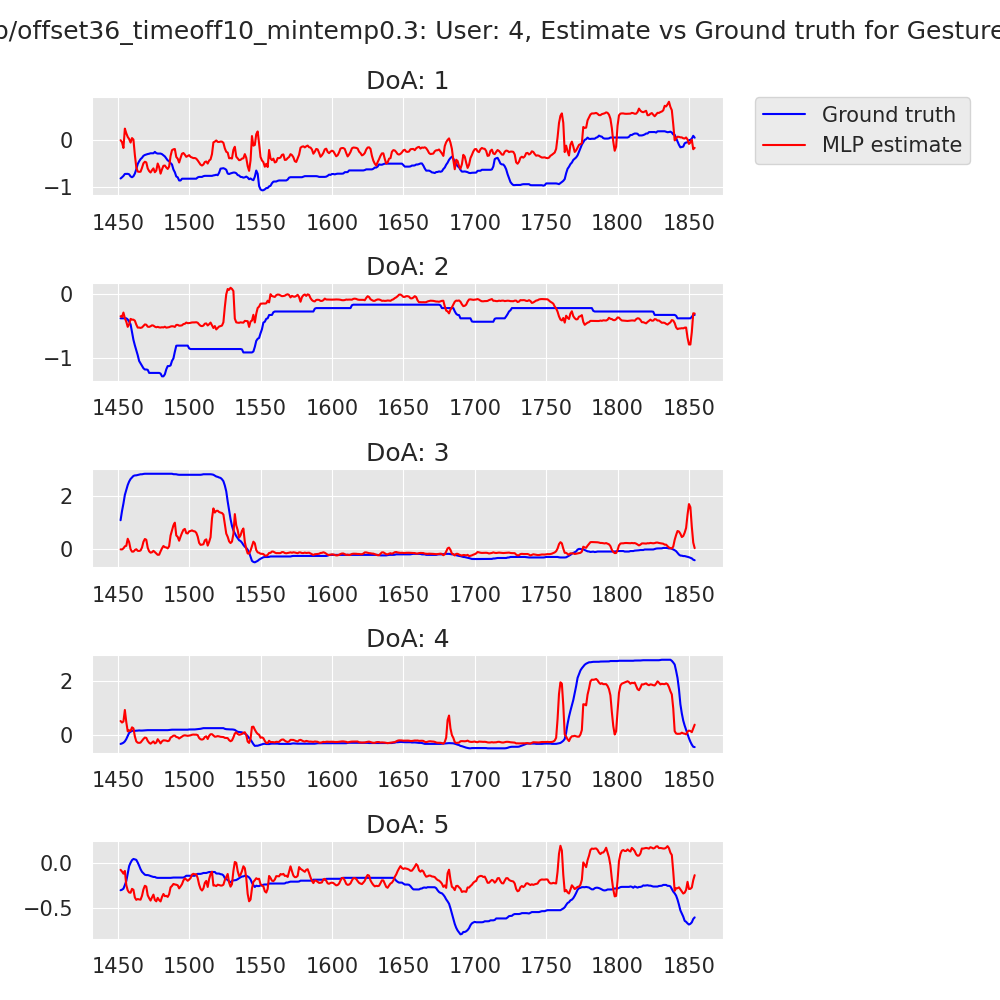 offset36_timeoff10_mintemp0.3: User: 4, Estimate vs Ground truth for Gesture
DoA: 1
Ground truth
MLP estimate
0
−1
1450 1500 1550 1600 1650 1700 1750 1800 1850
DoA: 2
0
−1
1450 1500 1550 1600 1650 1700 1750 1800 1850
DoA: 3
2
0
1450 1500 1550 1600 1650 1700 1750 1800 1850
DoA: 4
2
0
1450 1500 1550 1600 1650 1700 1750 1800 1850
DoA: 5
0.0
−0.5
1450 1500 1550 1600 1650 1700 1750 1800 1850